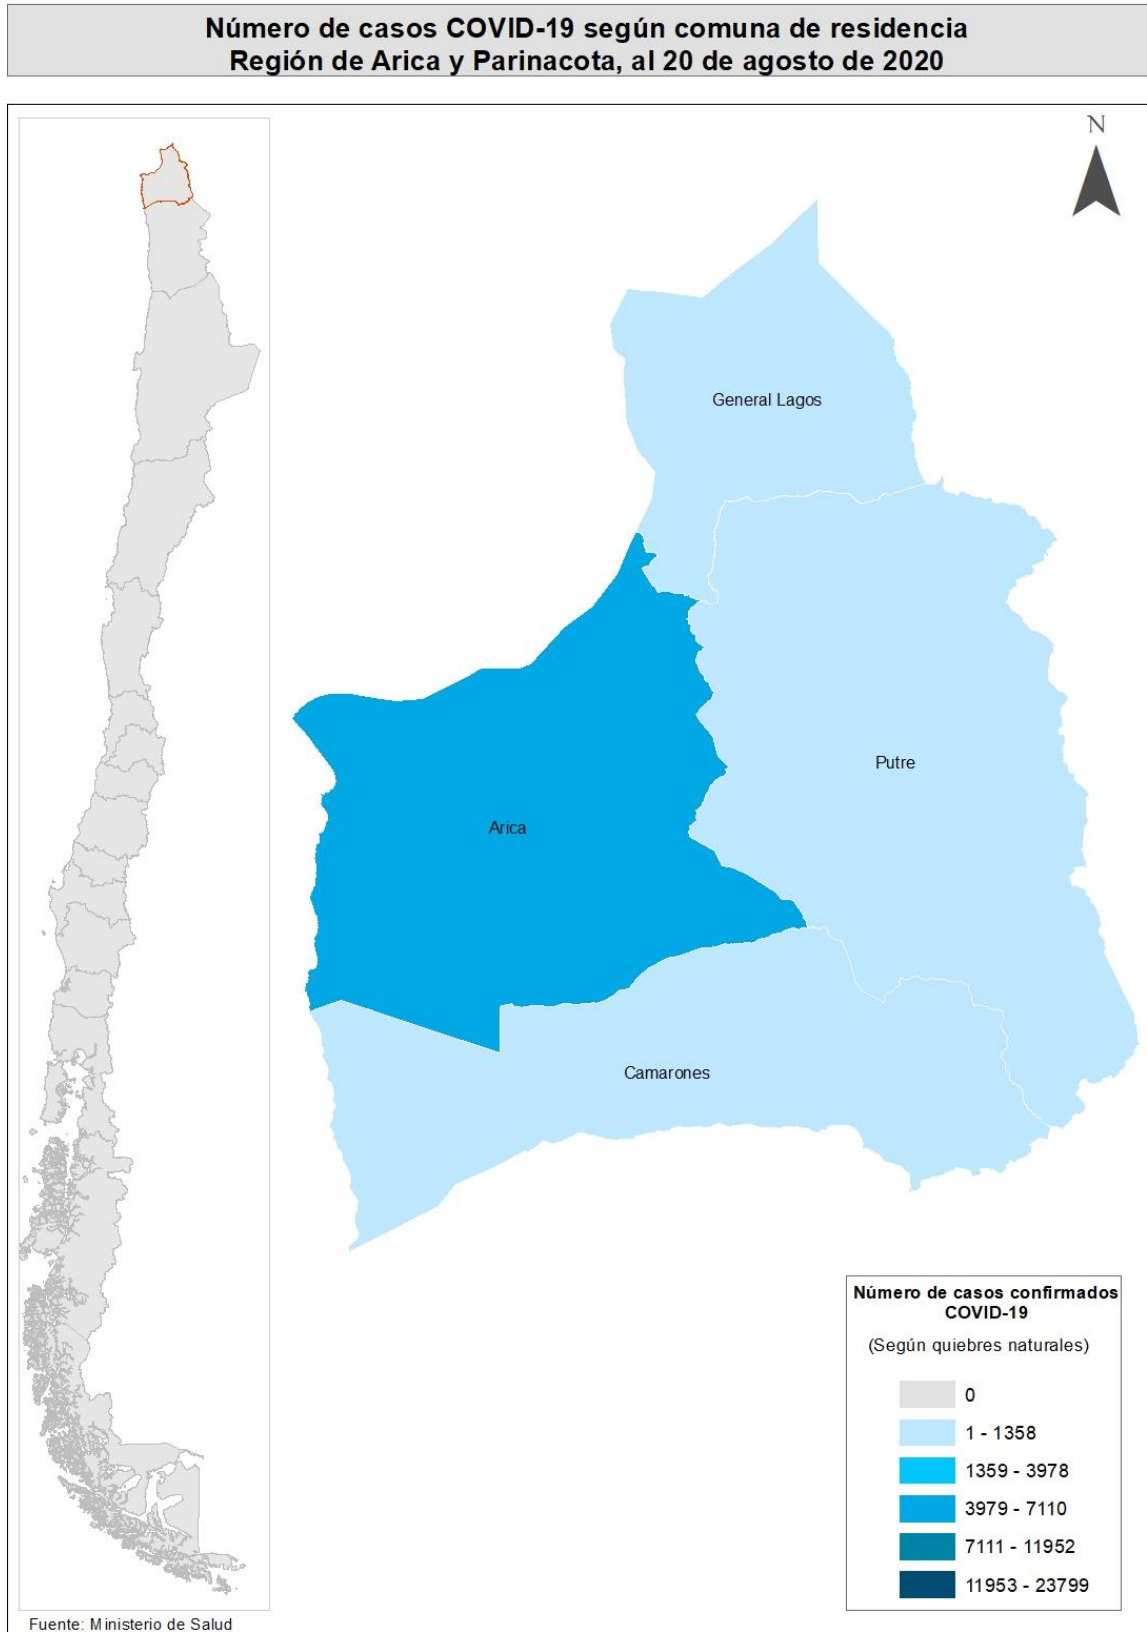 Número de casos COVID-19 según comuna de residencia
Región de Arica y Parinacota, al 20 de agosto de 2020
N
General Lagos
Putre
Arica
Camarones
Número de casos confirmados
COVID-19
(Según quiebres naturales)
0
1 - 1358
1359 - 3978
3979 - 7110
7111 - 11952
11953 - 23799
Fuente: Ministerio de Salud